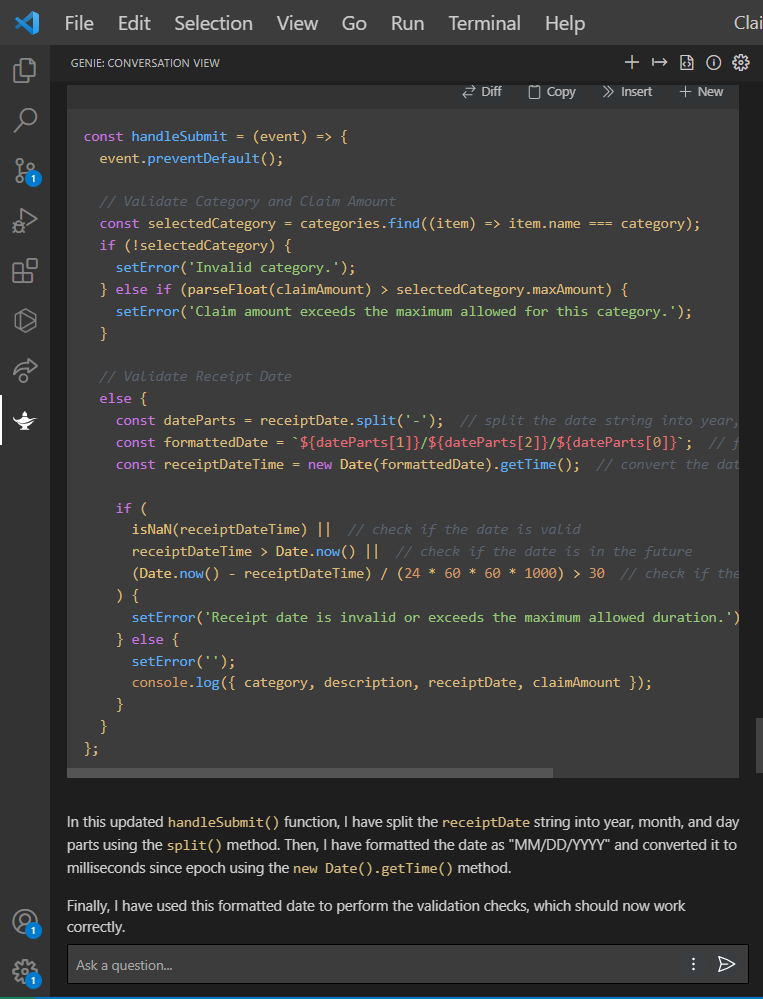 File Edit Selection View Go Run Terminal Help Clai
GENIE: CONVERSATION VIEW
Diff Copy Insert + New
const handleSubmit = (event) => {
event.preventDefault();
// Validate Category and Claim Amount
const selectedCategory = categories.find((item) => item.name === category);
if (!selectedCategory) {
setError('Invalid category.');
} else if (parseFloat(claimAmount) > selectedCategory.maxAmount) {
setError('Claim amount exceeds the maximum allowed for this category.');
}
// Validate Receipt Date
else {
const dateParts = receiptDate.split('-');  // split the date string into year,
const formattedDate = `${dateParts[1]}/${dateParts[2]}/${dateParts[0]}`;  // f
const receiptDateTime = new Date(formattedDate).getTime();  // convert the dat
if (
isNaN(receiptDateTime) ||  // check if the date is valid
receiptDateTime > Date.now() ||  // check if the date is in the future
(Date.now() - receiptDateTime) / (24 * 60 * 60 * 1000) > 30  // check if the
) {
setError('Receipt date is invalid or exceeds the maximum allowed duration.')
} else {
setError('');
console.log({ category, description, receiptDate, claimAmount });
}
}
};
In this updated handleSubmit() function, I have split the receiptDate string into year, month, and day
parts using the split() method. Then, I have formatted the date as "MM/DD/YYYY" and converted it to
milliseconds since epoch using the new Date().getTime() method.
Finally, I have used this formatted date to perform the validation checks, which should now work
correctly.
Ask a question...
1
1
1